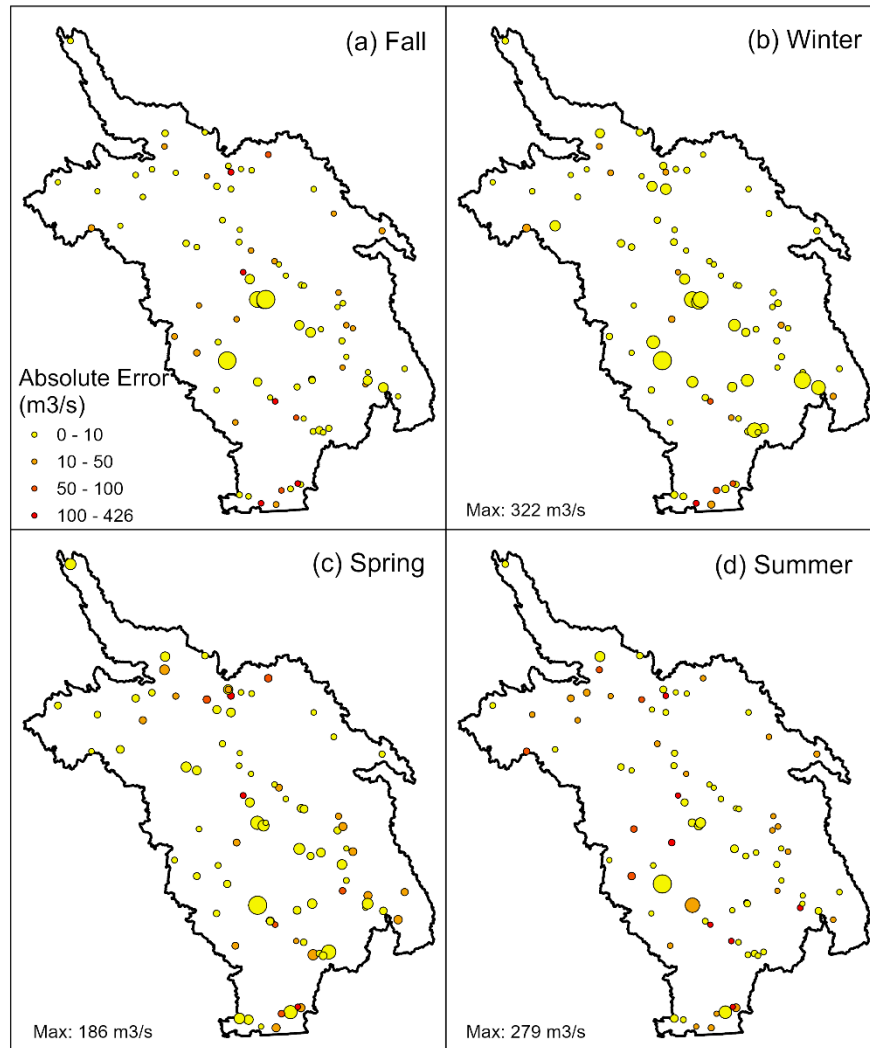 (a) Fall
(b) Winter
Absolute Error
(m3/s)
0 - 10
10 - 50
50 - 100
100 - 426
Max: 322 m3/s
(c) Spring
(d) Summer
Max: 186 m3/s
Max: 279 m3/s